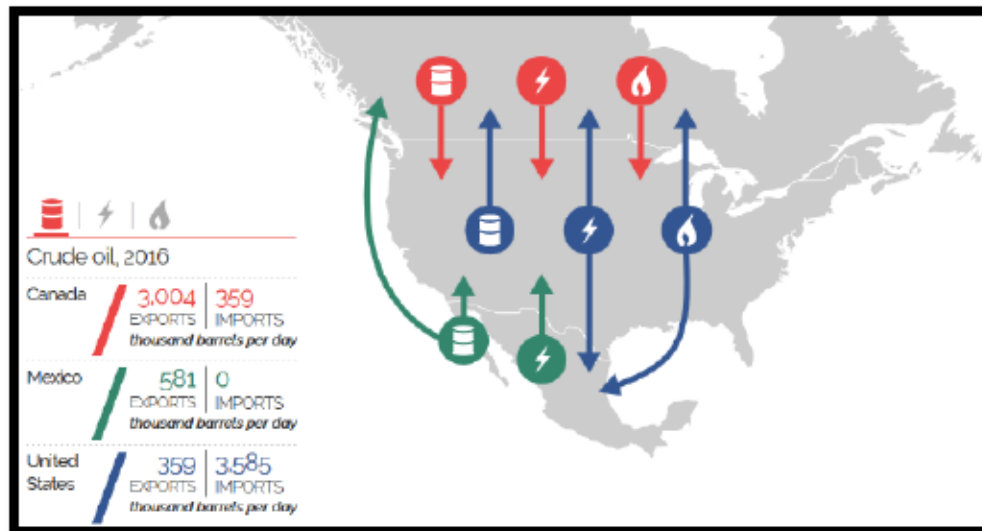 Crude oil, 2016
Canada
3,004 359
EXPORTS IMPORTS
thousand barrels per day
Mexico
581 0
EXPORTS IMPORTS
thousand barrels per day
United
States
359 3,585
EXPORTS IMPORTS
thousand barrels per day